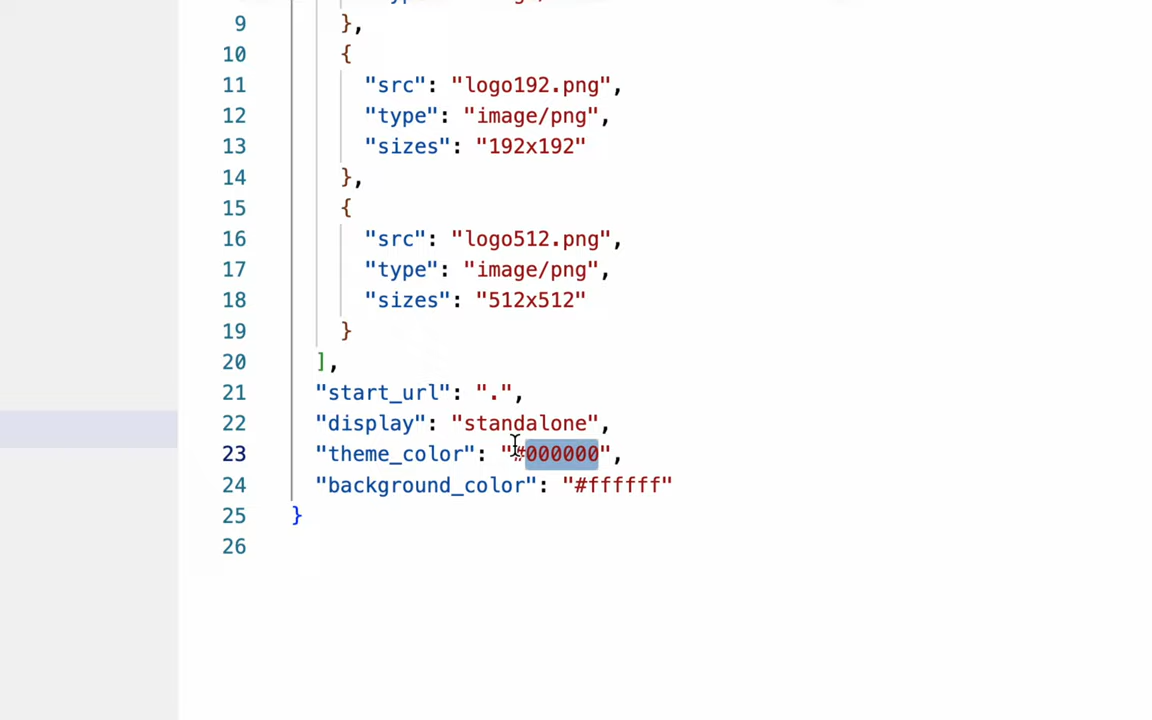 9 },
10 {
11 "src": "logo192.png",
12 "type": "image/png",
13 "sizes": "192x192"
14 },
15 {
16 "src": "logo512.png",
17 "type": "image/png",
18 "sizes": "512x512"
19 }
20 ],
21 "start_url": ".",
22 "display": "standalone",
23 "theme_color": "#000000",
24 "background_color": "#ffffff"
25 }
26